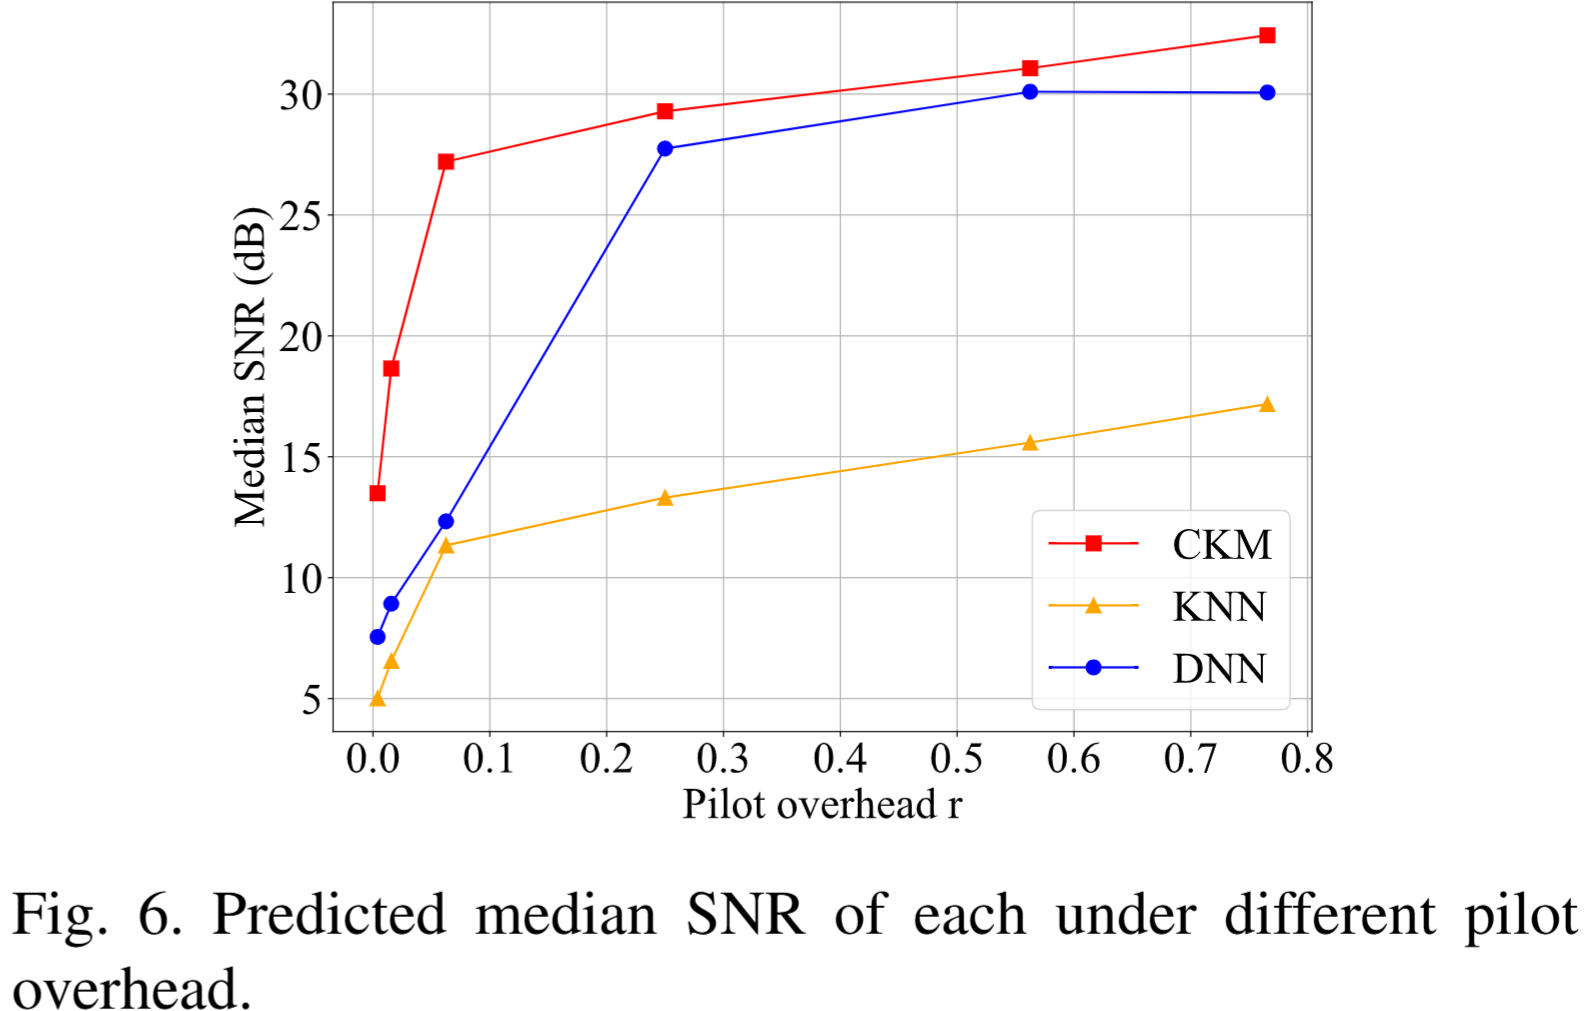 30
25
20
15
10
5
Median SNR (dB)
CKM
KNN
DNN
0.0 0.1 0.2 0.3 0.4 0.5 0.6 0.7 0.8
Pilot overhead r
Fig. 6. Predicted median SNR of each under different pilot
overhead.